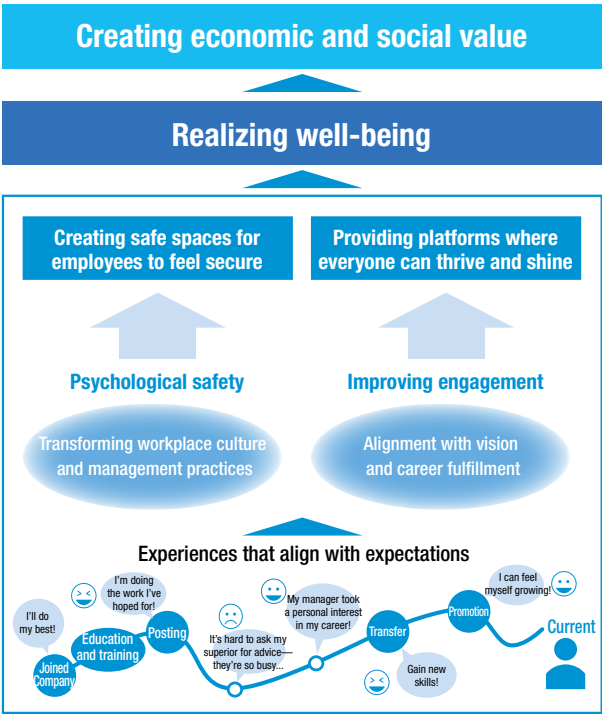 Creating economic and social value
Realizing well-being
Creating safe spaces for
employees to feel secure
Providing platforms where
everyone can thrive and shine
Psychological safety
Improving engagement
Transforming workplace culture
and management practices
Alignment with vision
and career fulfillment
Experiences that align with expectations
I'll do
my best!
Joined
Company
Education
and training
I'm doing
the work I've
hoped for!
Posting
It's hard to ask my
superior for advice—
they're so busy...
My manager took
a personal interest
in my career!
Transfer
Gain new
skills!
Promotion
I can feel
myself growing!
Current